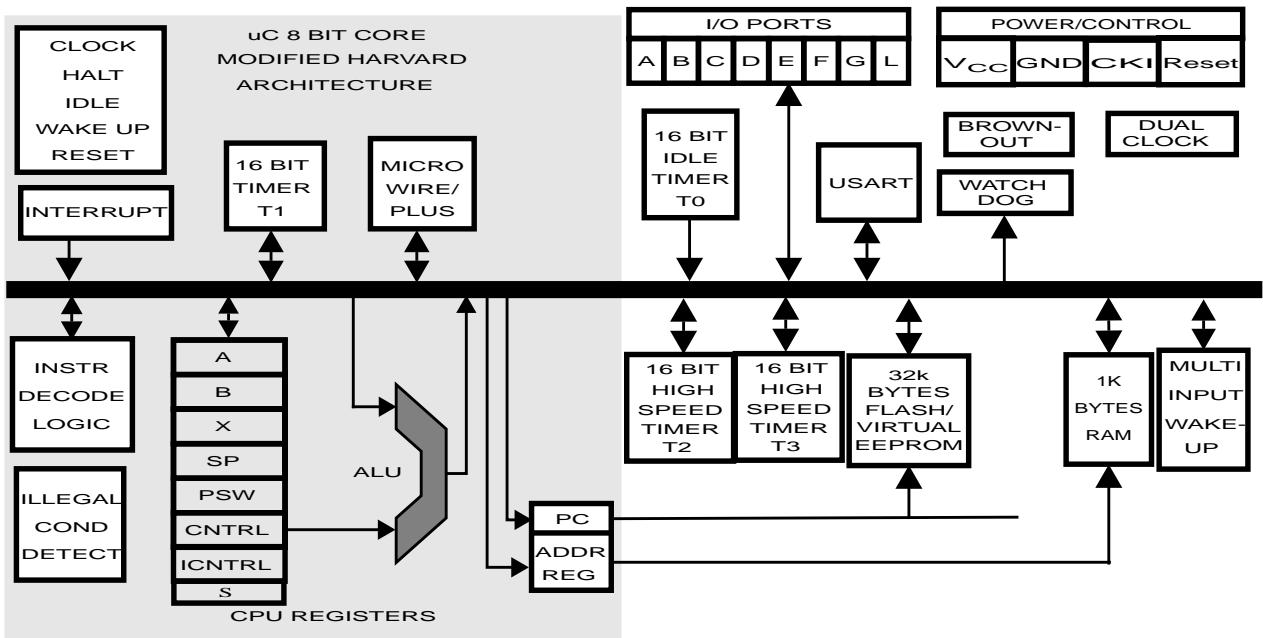 CLOCK
HALT
IDLE
WAKE UP
RESET
uC 8 BIT CORE
MODIFIED HARVARD
ARCHITECTURE
I/O PORTS
A B C D E F G L
POWER/CONTROL
VCC GND CKI Reset
INTERRUPT
16 BIT
TIMER
T1
MICRO
WIRE/
PLUS
16 BIT
IDLE
TIMER
T0
USART
BROWN-
OUT
DUAL
CLOCK
WATCH
DOG
INSTR
DECODE
LOGIC
ILLEGAL
COND
DETECT
A
B
X
SP
PSW
CNTRL
ICNTRL
S
CPU REGISTERS
ALU
PC
ADDR
REG
16 BIT
HIGH
SPEED
TIMER
T2
16 BIT
HIGH
SPEED
TIMER
T3
32k
BYTES
FLASH/
VIRTUAL
EEPROM
1K
BYTES
RAM
MULTI
INPUT
WAKE-
UP